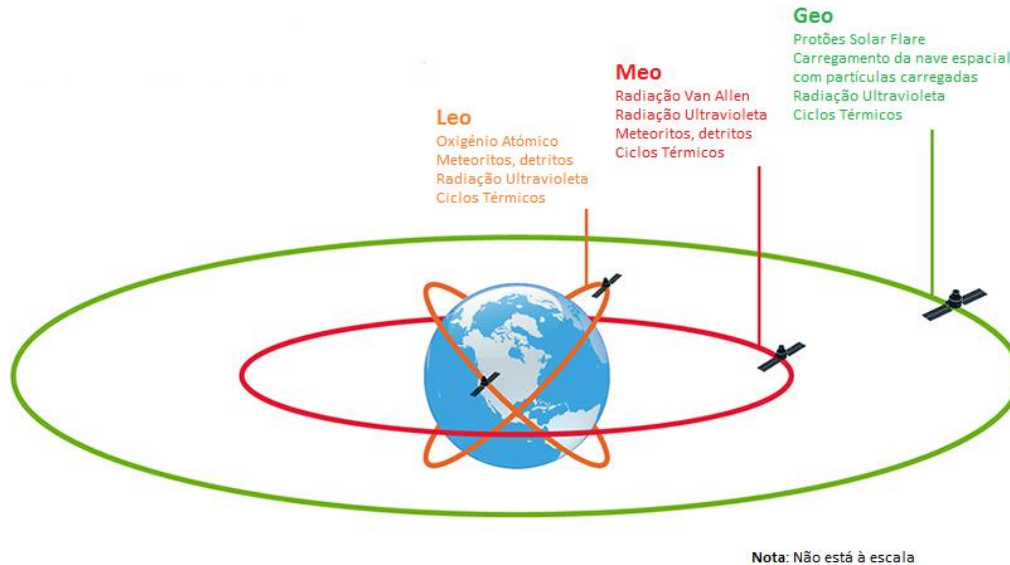 Geo
Protões Solar Flare
Carregamento da nave espacial
com partículas carregadas
Radiação Ultravioleta
Ciclos Térmicos
Meo
Radiação Van Allen
Radiação Ultravioleta
Meteoritos, detritos
Ciclos Térmicos
Leo
Oxigénio Atómico
Meteoritos, detritos
Radiação Ultravioleta
Ciclos Térmicos
Nota: Não está à escala